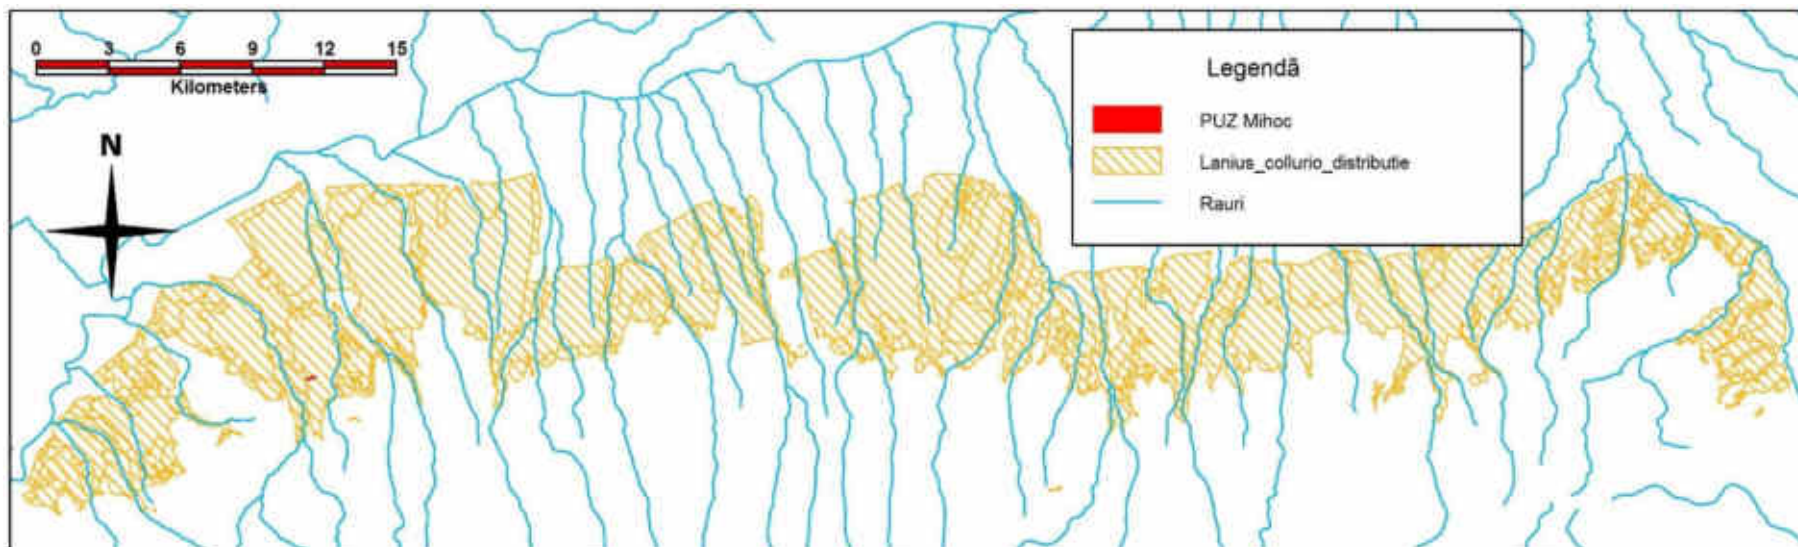 0 3 6 9 12 15
Kilometers
N
Legendă
PUZ Mihoc
Lanius_collurio_distributie
Rauri